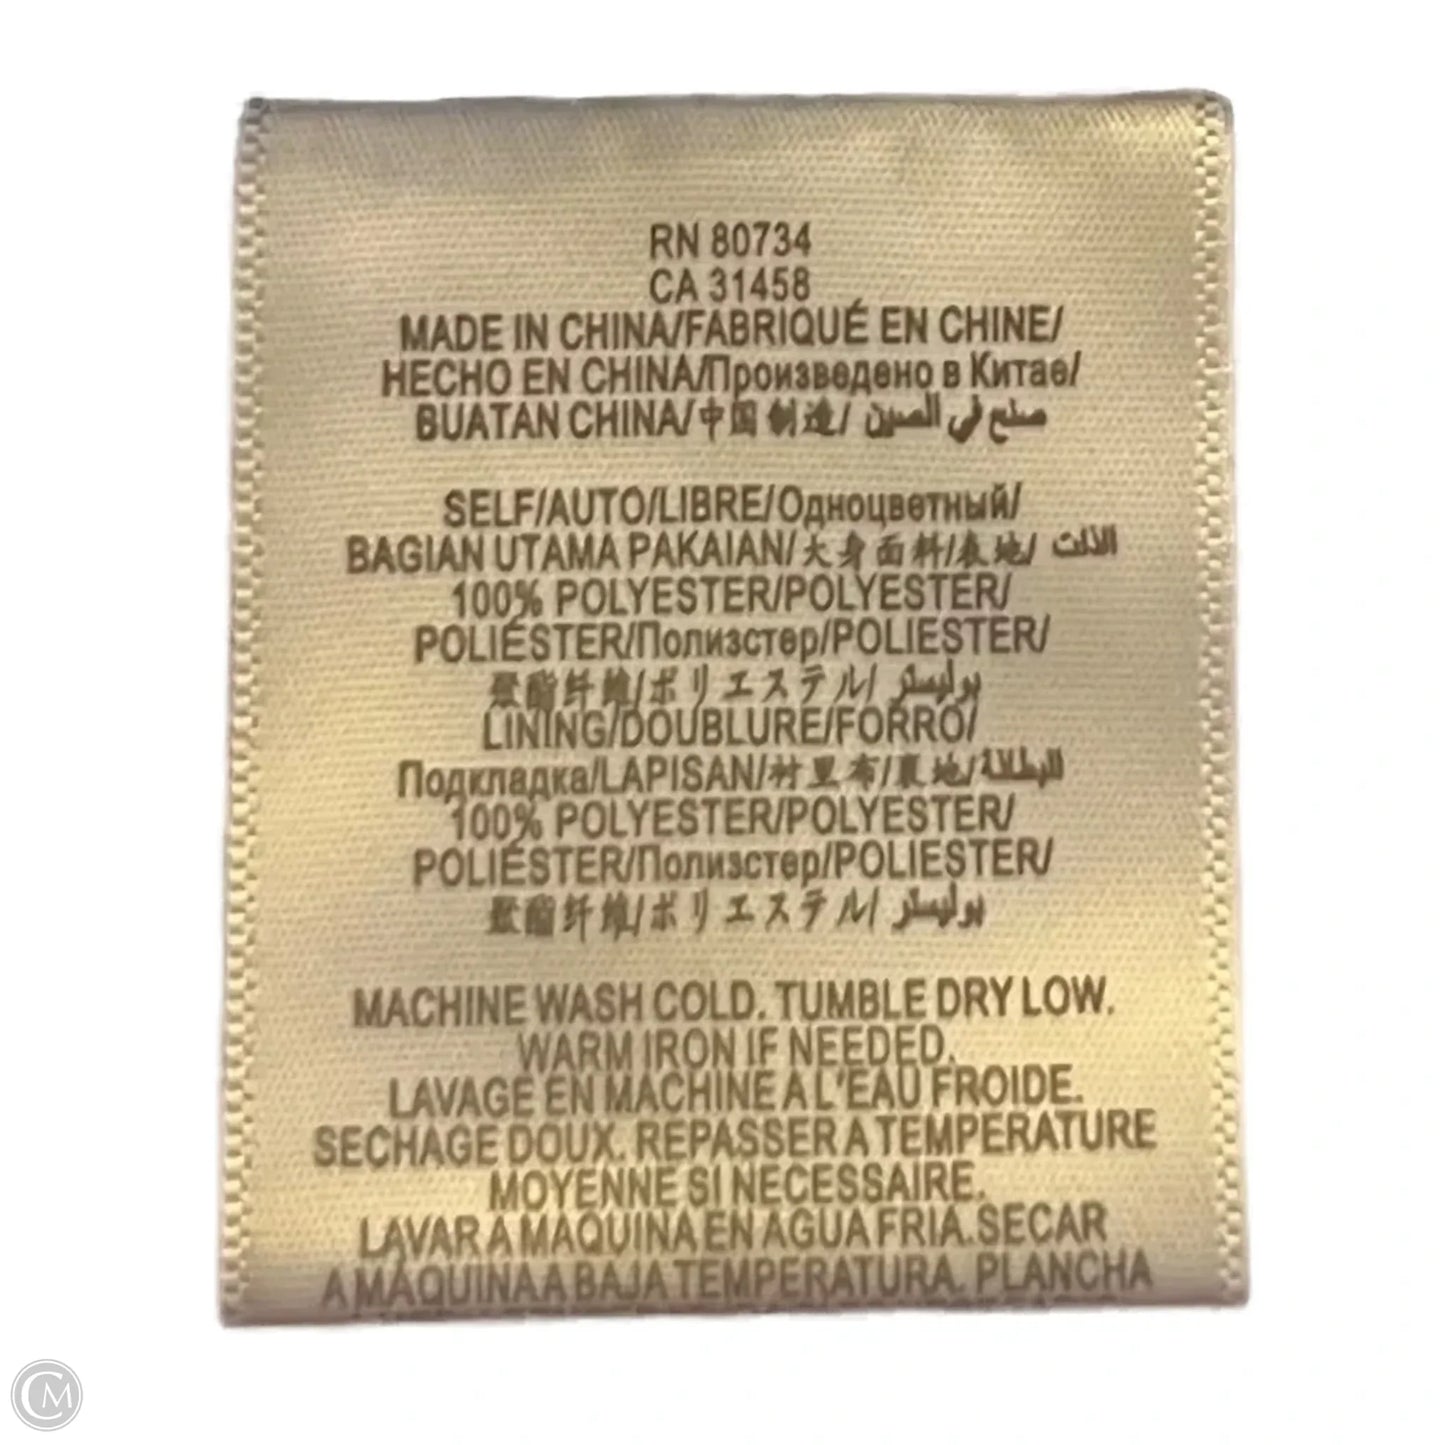 RN 80734
CA 31458
MADE IN CHINA/FABRIQUÉ EN CHINE/
HECHO EN CHINA/Произведено в Китае/
BUATAN CHINA/中国制造/ صنع في الصين
SELF/AUTO/LIBRE/Одноцветный/
BAGIAN UTAMA PAKAIAN/大身面料/表地/ الذات
100% POLYESTER/POLYESTER/
POLIÉSTER/Полиэстер/POLIESTER/
聚酯纤维/ポリエステル/ بوليستر
LINING/DOUBLURE/FORRO/
Подкладка/LAPISAN/衬里布/裏地/ البطانة
100% POLYESTER/POLYESTER/
POLIÉSTER/Полиэстер/POLIESTER/
聚酯纤维/ポリエステル/ بوليستر
MACHINE WASH COLD. TUMBLE DRY LOW.
WARM IRON IF NEEDED.
LAVAGE EN MACHINE A L'EAU FROIDE.
SECHAGE DOUX. REPASSER A TEMPERATURE
MOYENNE SI NECESSAIRE.
LAVAR A MÁQUINA EN AGUA FRIA. SECAR
A MÁQUINA A BAJA TEMPERATURA. PLANCHA
CM